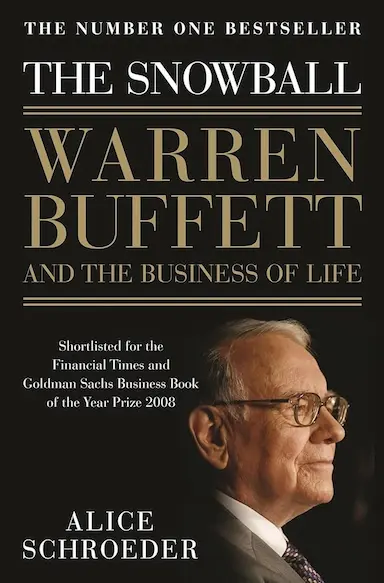 THE NUMBER ONE BESTSELLER
THE SNOWBALL
WARREN
BUFFETT
AND THE BUSINESS OF LIFE
Shortlisted for the
Financial Times and
Goldman Sachs Business Book
of the Year Prize 2008
ALICE
SCHROEDER